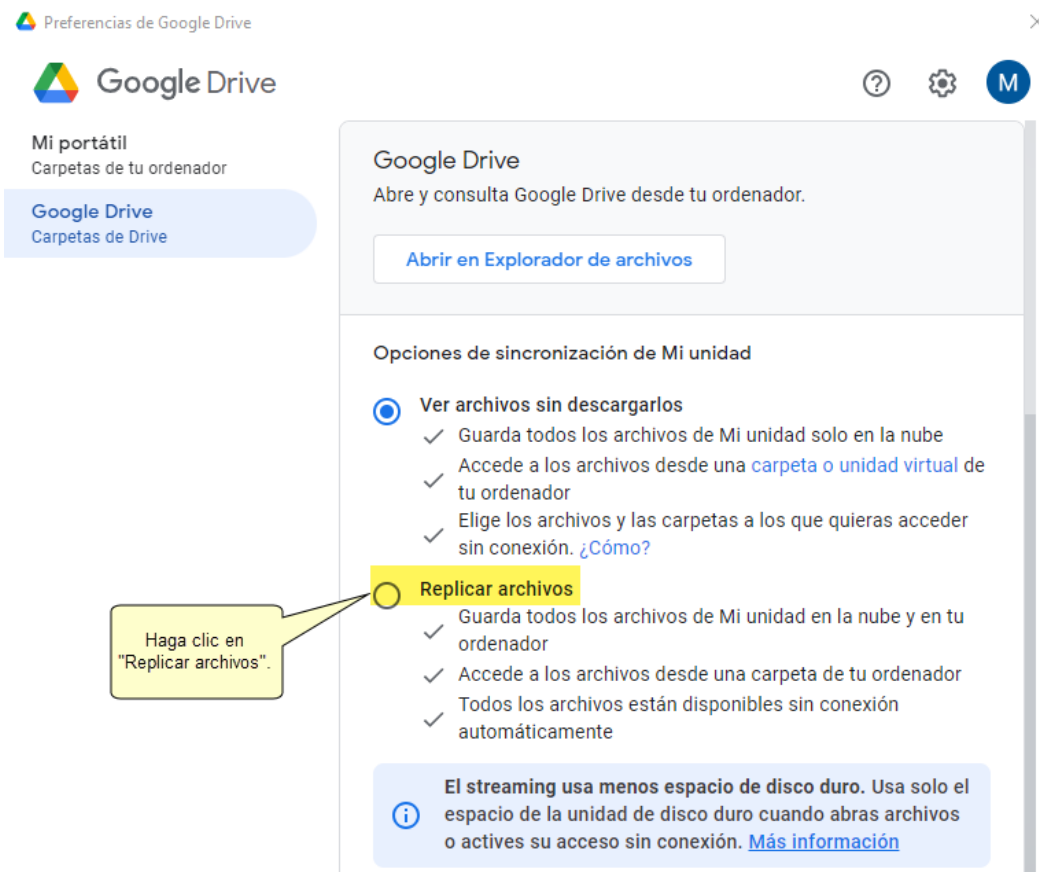 Preferencias de Google Drive
Google Drive
M
Mi portátil
Carpetas de tu ordenador
Google Drive
Carpetas de Drive
Google Drive
Abre y consulta Google Drive desde tu ordenador.
Abrir en Explorador de archivos
Opciones de sincronización de Mi unidad
Ver archivos sin descargarlos
Guarda todos los archivos de Mi unidad solo en la nube
Accede a los archivos desde una carpeta o unidad virtual de
tu ordenador
Elige los archivos y las carpetas a los que quieras acceder
sin conexión. ¿Cómo?
Replicar archivos
Guarda todos los archivos de Mi unidad en la nube y en tu
ordenador
Accede a los archivos desde una carpeta de tu ordenador
Todos los archivos están disponibles sin conexión
automáticamente
Haga clic en
"Replicar archivos".
El streaming usa menos espacio de disco duro. Usa solo el
espacio de la unidad de disco duro cuando abras archivos
o actives su acceso sin conexión. Más información